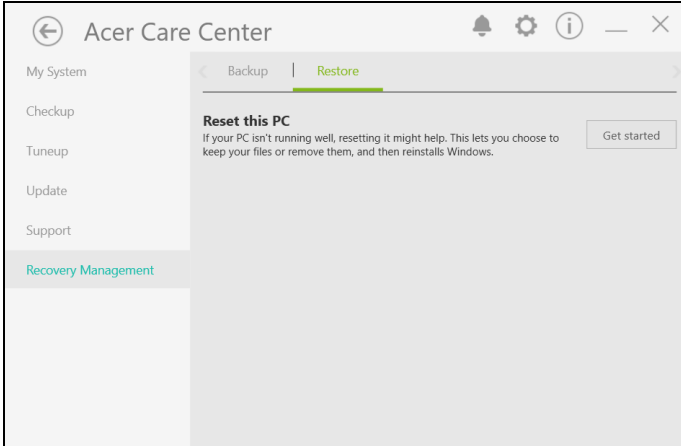 Acer Care Center
My System
Checkup
Tuneup
Update
Support
Recovery Management
Backup
Restore
Reset this PC
If your PC isn't running well, resetting it might help. This lets you choose to
keep your files or remove them, and then reinstalls Windows.
Get started